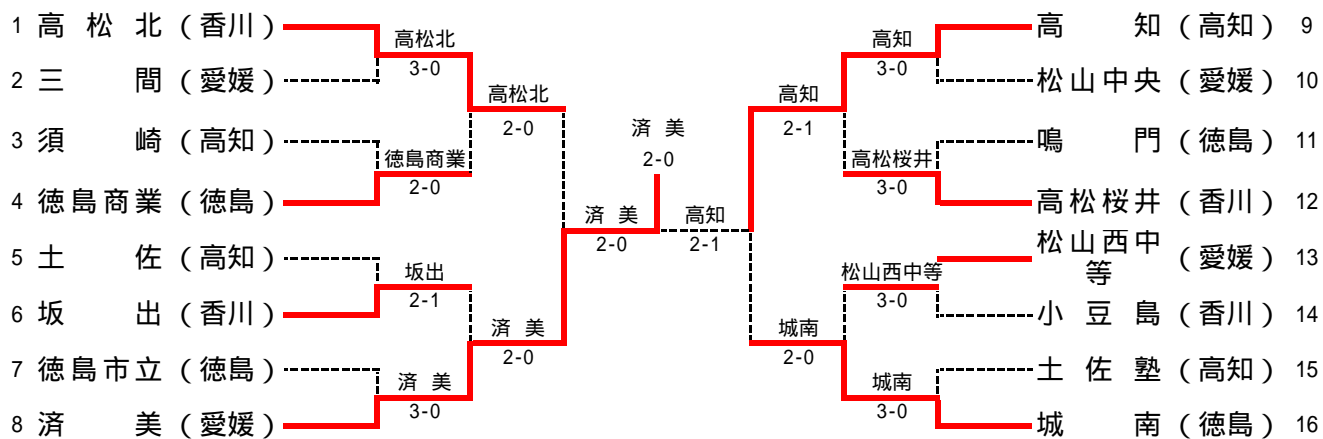 1 高松北（香川）
2 三間（愛媛）
3 須崎（高知）
4 徳島商業（徳島）
5 土佐（高知）
6 坂出（香川）
7 徳島市立（徳島）
8 済美（愛媛）
高松北
3-0
徳島商業
2-0
坂出
2-1
済美
3-0
高松北
2-0
済美
2-0
済美
2-0
済美
2-0
高知
2-1
高知
2-1
城南
2-0
高知
3-0
高松桜井
3-0
松山西中等
3-0
城南
3-0
高知（高知） 9
松山中央（愛媛） 10
鳴門（徳島） 11
高松桜井（香川） 12
松山西中
等
（愛媛） 13
小豆島（香川） 14
土佐塾（高知） 15
城南（徳島） 16